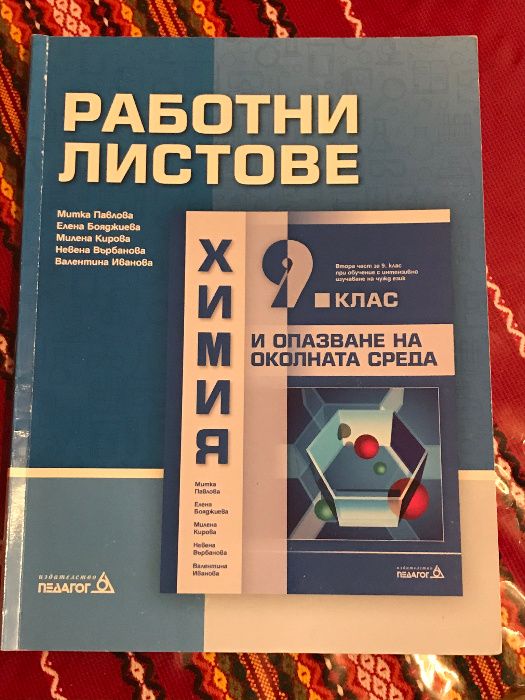 РАБОТНИ
ЛИСТОВЕ
Митка Павлова
Елена Бояджиева
Милена Кирова
Невена Върбанова
Валентина Иванова
ХИМИЯ
9
Втора част за 9. клас
при обучение с интензивно
изучаване на чужд език
КЛАС
И ОПАЗВАНЕ НА
ОКОЛНАТА СРЕДА
Митка
Павлова
Елена
Бояджиева
Милена
Кирова
Невена
Върбанова
Валентина
Иванова
издателство
ПЕДАГОГ 6
издателство
ПЕДАГОГ 6